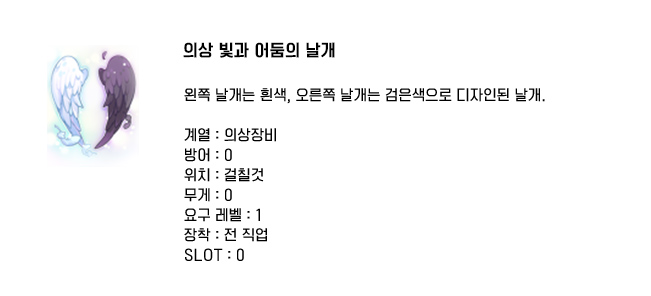 의상 빛과 어둠의 날개
왼쪽 날개는 흰색, 오른쪽 날개는 검은색으로 디자인된 날개.
계열 : 의상장비
방어 : 0
위치 : 걸칠것
무게 : 0
요구 레벨 : 1
장착 : 전 직업
SLOT : 0